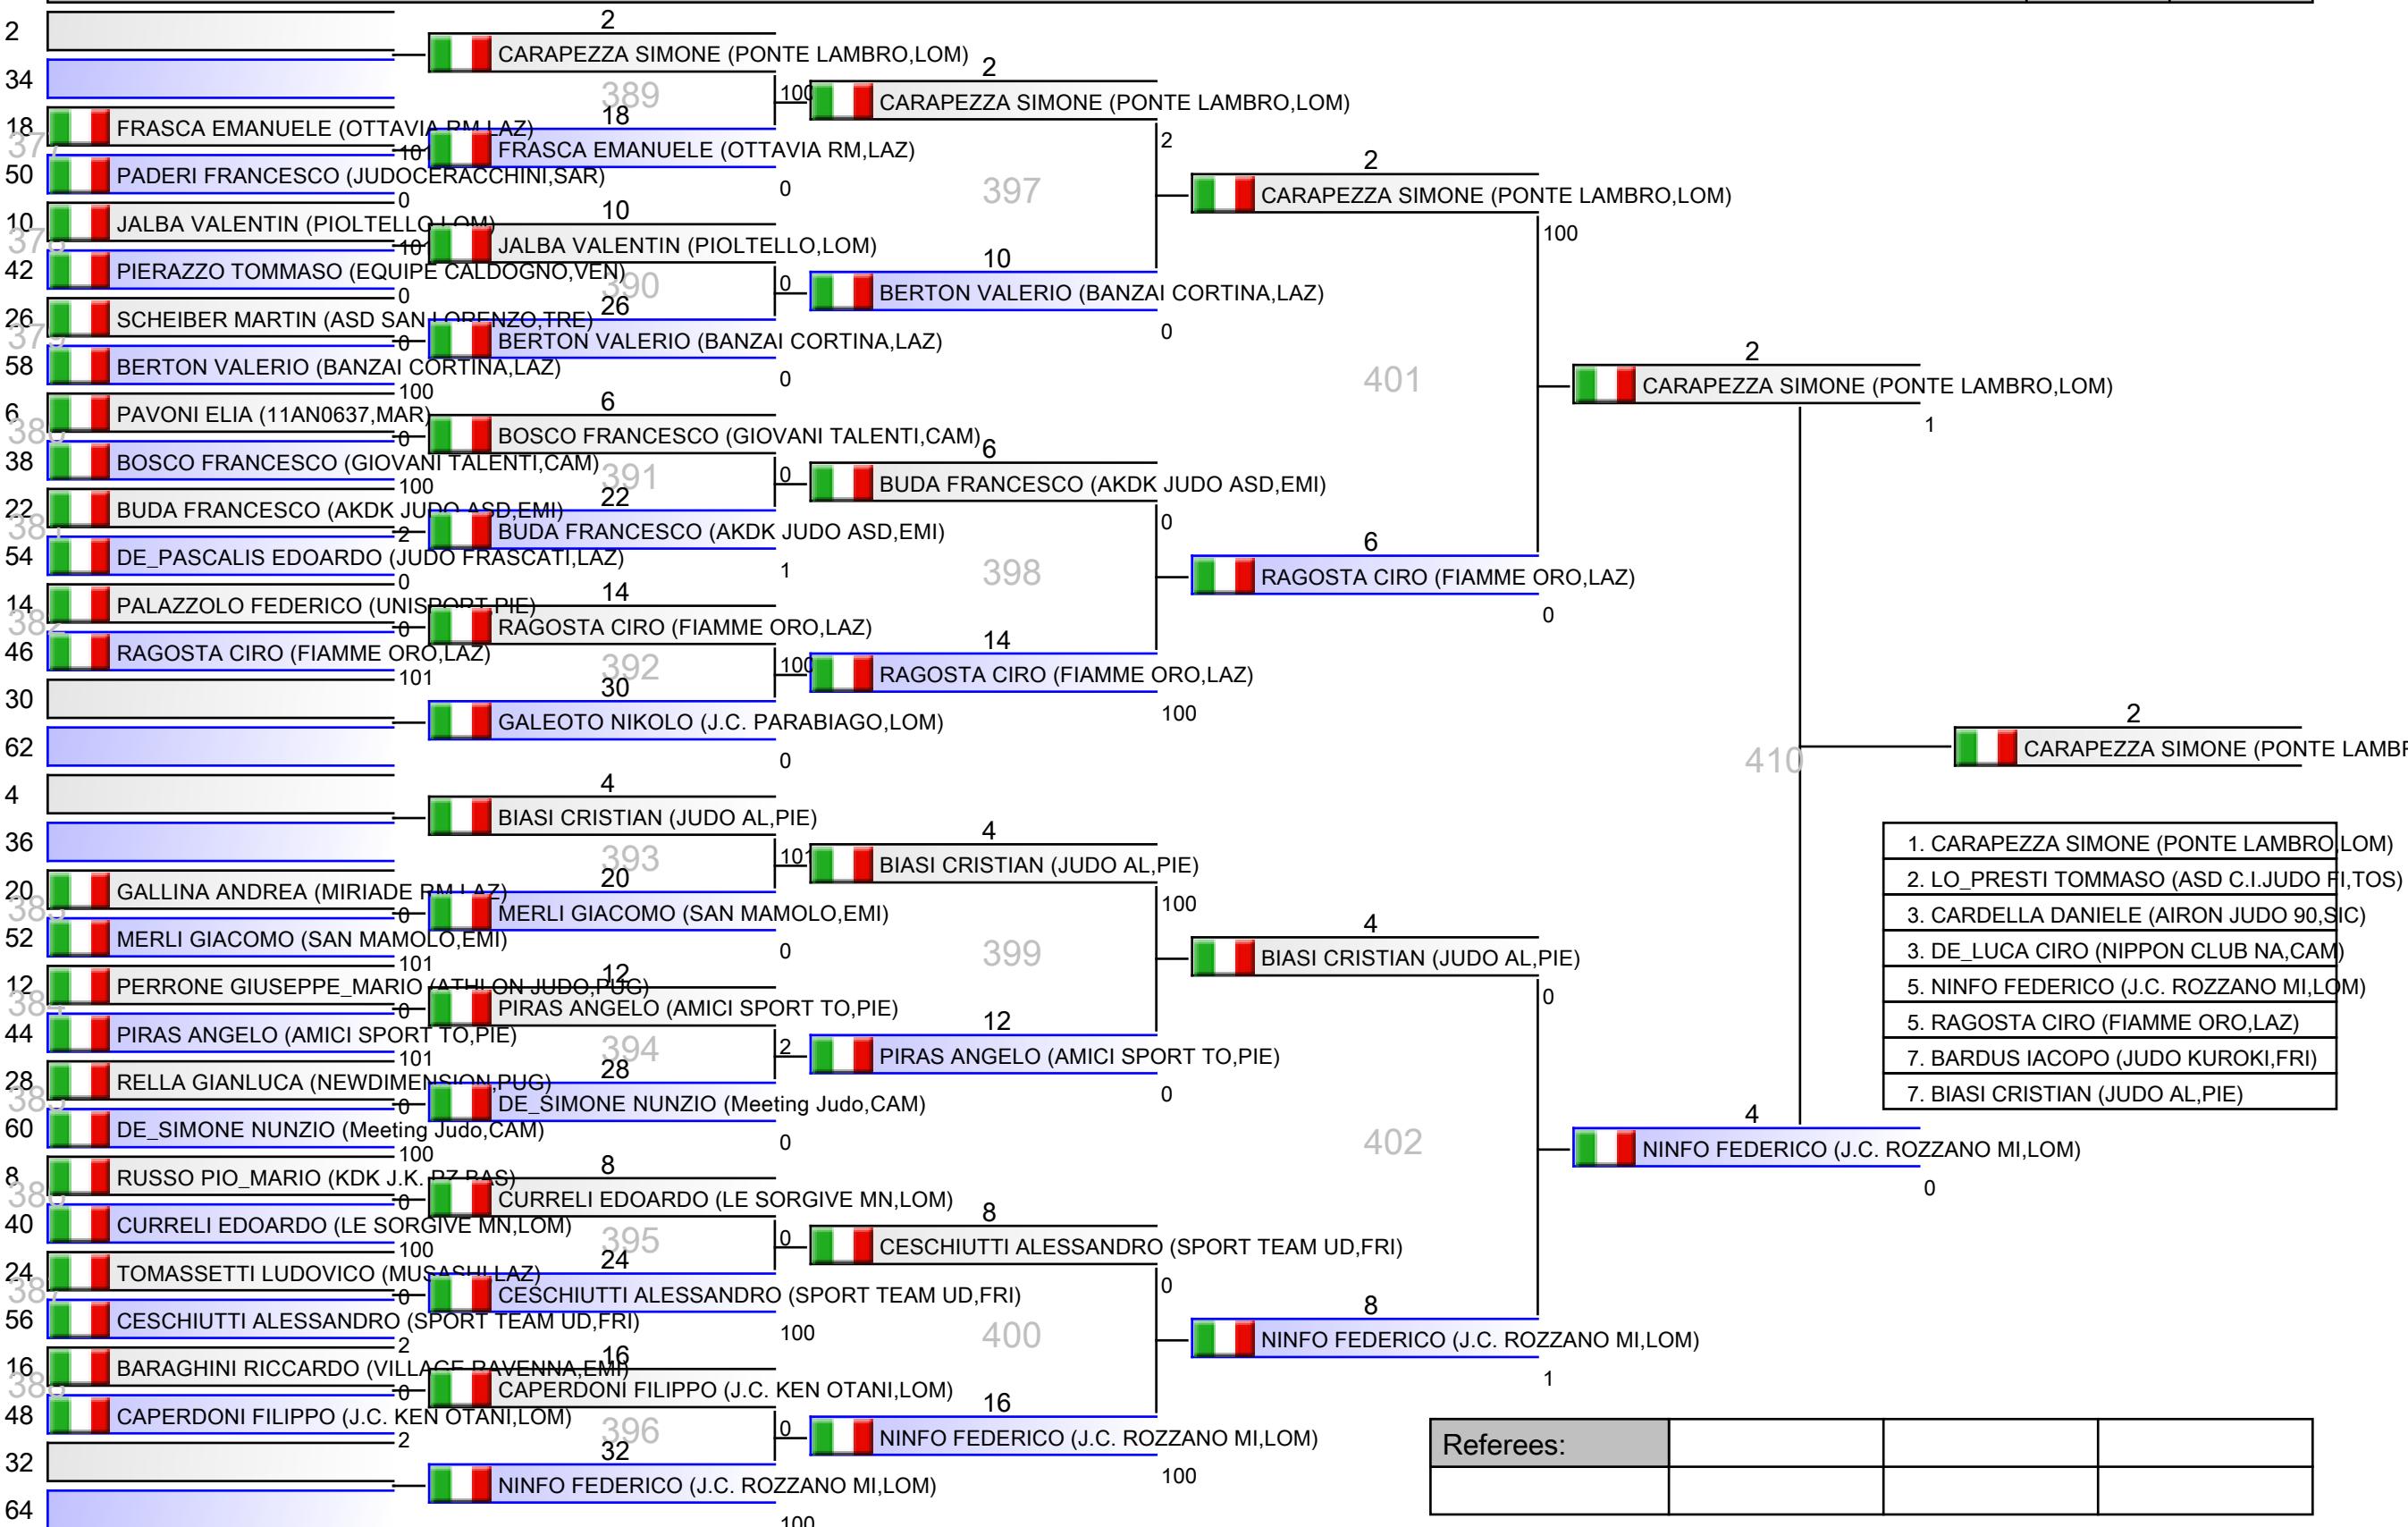 2
34
18
FRASCA EMANUELE (OTTAVIA RM,LAZ)
50
PADERI FRANCESCO (JUDOCERACCHINI,SAR)
0
10
JALBA VALENTIN (PIOLTELLO,LOM)
42
PIERAZZO TOMMASO (EQUIPE CALDOGNO,VEN)
0
26
SCHEIBER MARTIN (ASD SAN LORENZO,TRE)
0
58
BERTON VALERIO (BANZAI CORTINA,LAZ)
100
6
PAVONI ELIA (11AN0637,MAR)
0
38
BOSCO FRANCESCO (GIOVANI TALENTI,CAM)
100
22
BUDA FRANCESCO (AKDK JUDO ASD,EMI)
2
54
DE_PASCALIS EDOARDO (JUDO FRASCATI,LAZ)
0
14
PALAZZOLO FEDERICO (UNISPORT,PIE)
382
0
46
RAGOSTA CIRO (FIAMME ORO,LAZ)
101
30
62
4
36
20
GALLINA ANDREA (MIRIADE RM,LAZ)
0
52
MERLI GIACOMO (SAN MAMOLO,EMI)
101
12
PERRONE GIUSEPPE_MARIO (ATHLON JUDO,PUG)
384
0
44
PIRAS ANGELO (AMICI SPORT TO,PIE)
101
28
RELLA GIANLUCA (NEWDIMENSION,PUG)
0
60
DE_SIMONE NUNZIO (Meeting Judo,CAM)
100
8
RUSSO PIO_MARIO (KDK J.K. PZ,BAS)
0
40
CURRELI EDOARDO (LE SORGIVE MN,LOM)
100
24
TOMASSETTI LUDOVICO (MUSASHI,LAZ)
0
56
CESCHIUTTI ALESSANDRO (SPORT TEAM UD,FRI)
2
16
BARAGHINI RICCARDO (VILLAGE RAVENNA,EMI)
0
48
CAPERDONI FILIPPO (J.C. KEN OTANI,LOM)
2
32
64
2
CARAPEZZA SIMONE (PONTE LAMBRO,LOM)
389
100
18
FRASCA EMANUELE (OTTAVIA RM,LAZ)
0
10
JALBA VALENTIN (PIOLTELLO,LOM)
390
0
26
BERTON VALERIO (BANZAI CORTINA,LAZ)
0
6
BOSCO FRANCESCO (GIOVANI TALENTI,CAM)
391
0
22
BUDA FRANCESCO (AKDK JUDO ASD,EMI)
1
14
RAGOSTA CIRO (FIAMME ORO,LAZ)
392
100
30
GALEOTO NIKOLO (J.C. PARABIAGO,LOM)
0
4
BIASI CRISTIAN (JUDO AL,PIE)
393
101
20
MERLI GIACOMO (SAN MAMOLO,EMI)
0
12
PIRAS ANGELO (AMICI SPORT TO,PIE)
394
2
28
DE_SIMONE NUNZIO (Meeting Judo,CAM)
0
8
CURRELI EDOARDO (LE SORGIVE MN,LOM)
395
0
24
CESCHIUTTI ALESSANDRO (SPORT TEAM UD,FRI)
100
16
CAPERDONI FILIPPO (J.C. KEN OTANI,LOM)
396
0
32
NINFO FEDERICO (J.C. ROZZANO MI,LOM)
100
2
CARAPEZZA SIMONE (PONTE LAMBRO,LOM)
2
397
10
BERTON VALERIO (BANZAI CORTINA,LAZ)
0
6
BUDA FRANCESCO (AKDK JUDO ASD,EMI)
0
398
14
RAGOSTA CIRO (FIAMME ORO,LAZ)
100
4
BIASI CRISTIAN (JUDO AL,PIE)
100
399
12
PIRAS ANGELO (AMICI SPORT TO,PIE)
0
8
CESCHIUTTI ALESSANDRO (SPORT TEAM UD,FRI)
0
400
16
NINFO FEDERICO (J.C. ROZZANO MI,LOM)
100
2
CARAPEZZA SIMONE (PONTE LAMBRO,LOM)
100
401
6
RAGOSTA CIRO (FIAMME ORO,LAZ)
0
4
BIASI CRISTIAN (JUDO AL,PIE)
0
402
8
NINFO FEDERICO (J.C. ROZZANO MI,LOM)
1
2
CARAPEZZA SIMONE (PONTE LAMBRO,LOM)
1
410
4
NINFO FEDERICO (J.C. ROZZANO MI,LOM)
0
2
CARAPEZZA SIMONE (PONTE
1. CARAPEZZA SIMONE (PONTE LAMBRO,LOM)
2. LO_PRESTI TOMMASO (ASD C.I.JUDO FI,TOS)
3. CARDELLA DANIELE (AIRON JUDO 90,SIC)
3. DE_LUCA CIRO (NIPPON CLUB NA,CAM)
5. NINFO FEDERICO (J.C. ROZZANO MI,LOM)
5. RAGOSTA CIRO (FIAMME ORO,LAZ)
7. BARDUS IACOPO (JUDO KUROKI,FRI)
7. BIASI CRISTIAN (JUDO AL,PIE)
Referees: